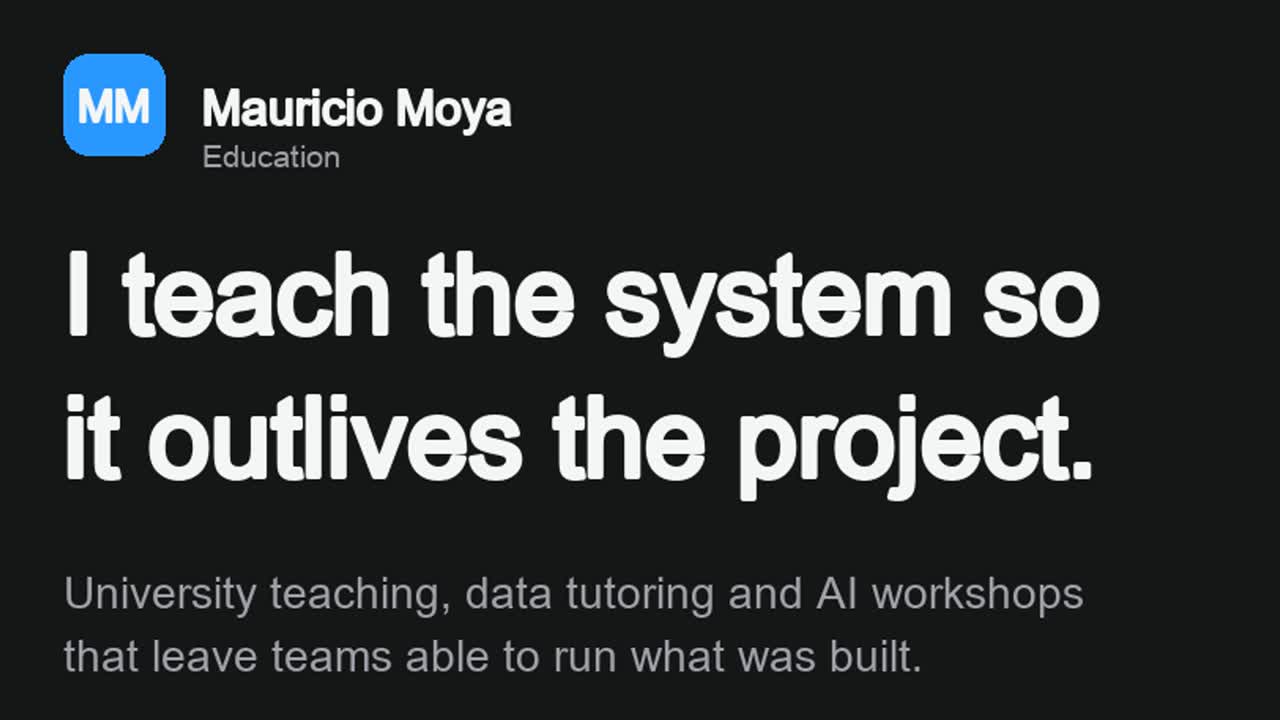 MM
Mauricio Moya
Education
I teach the system so
it outlives the project.
University teaching, data tutoring and AI workshops
that leave teams able to run what was built.